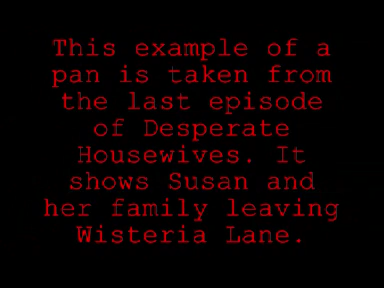 This example of a
pan is taken from
the last episode
of Desperate
Housewives. It
shows Susan and
her family leaving
Wisteria Lane.